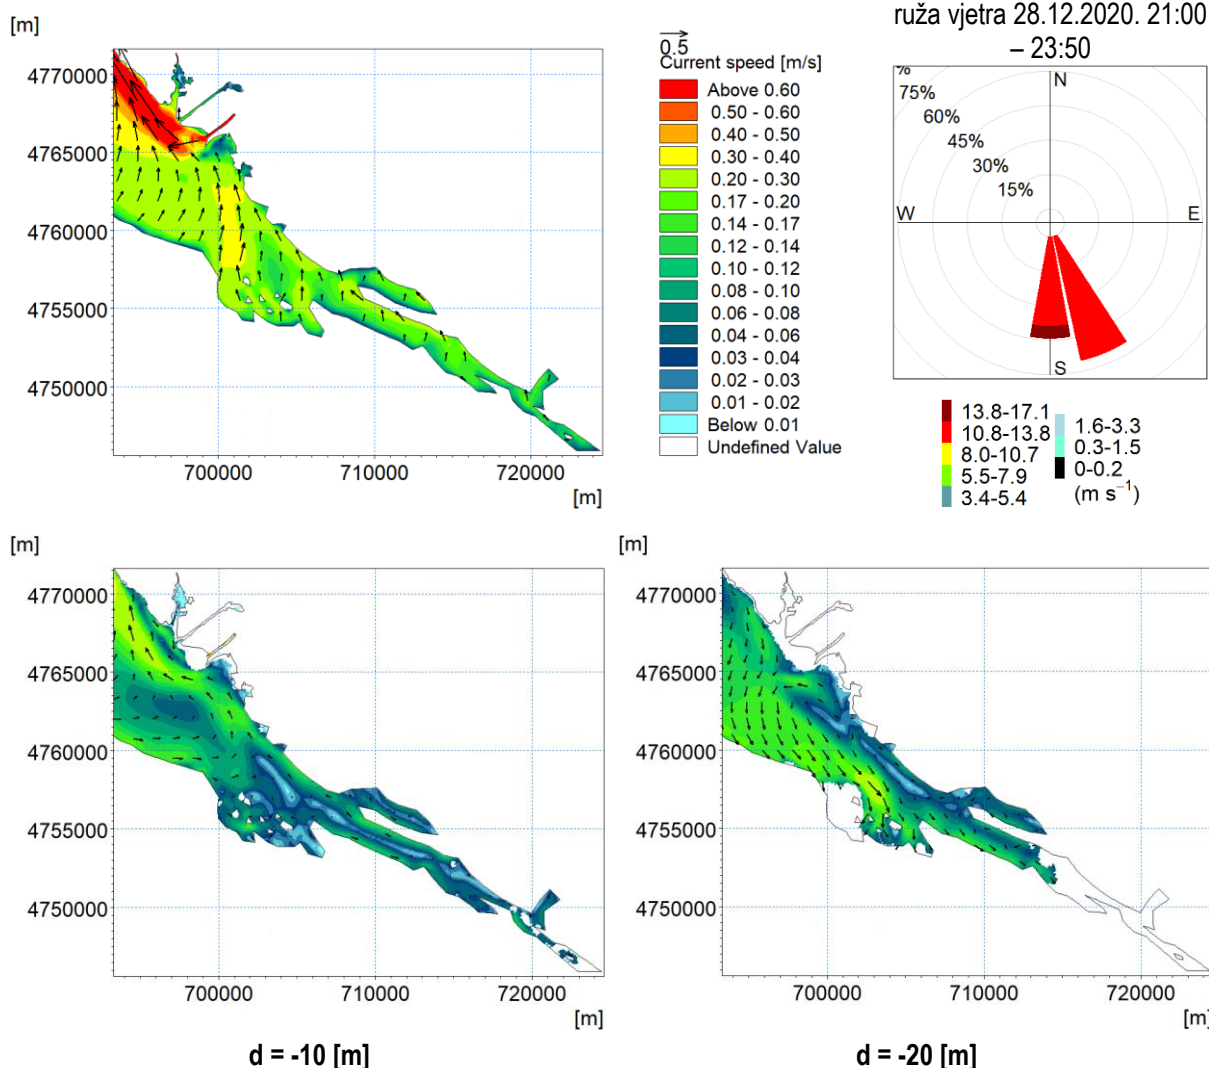 [m]
4770000
4765000
4760000
4755000
4750000
700000
710000
720000
[m]
0.5
Current speed [m/s]
Above 0.60
0.50 - 0.60
0.40 - 0.50
0.30 - 0.40
0.20 - 0.30
0.17 - 0.20
0.14 - 0.17
0.12 - 0.14
0.10 - 0.12
0.08 - 0.10
0.06 - 0.08
0.04 - 0.06
0.03 - 0.04
0.02 - 0.03
0.01 - 0.02
Below 0.01
Undefined Value
ruža vjetra 28.12.2020. 21:00
– 23:50
%
75%
60%
45%
30%
15%
N
W
E
S
13.8-17.1
10.8-13.8
8.0-10.7
5.5-7.9
3.4-5.4
1.6-3.3
0.3-1.5
0-0.2
(m s⁻¹)
[m]
4770000
4765000
4760000
4755000
4750000
700000
710000
720000
[m]
d = -10 [m]
[m]
4770000
4765000
4760000
4755000
4750000
700000
710000
720000
[m]
d = -20 [m]